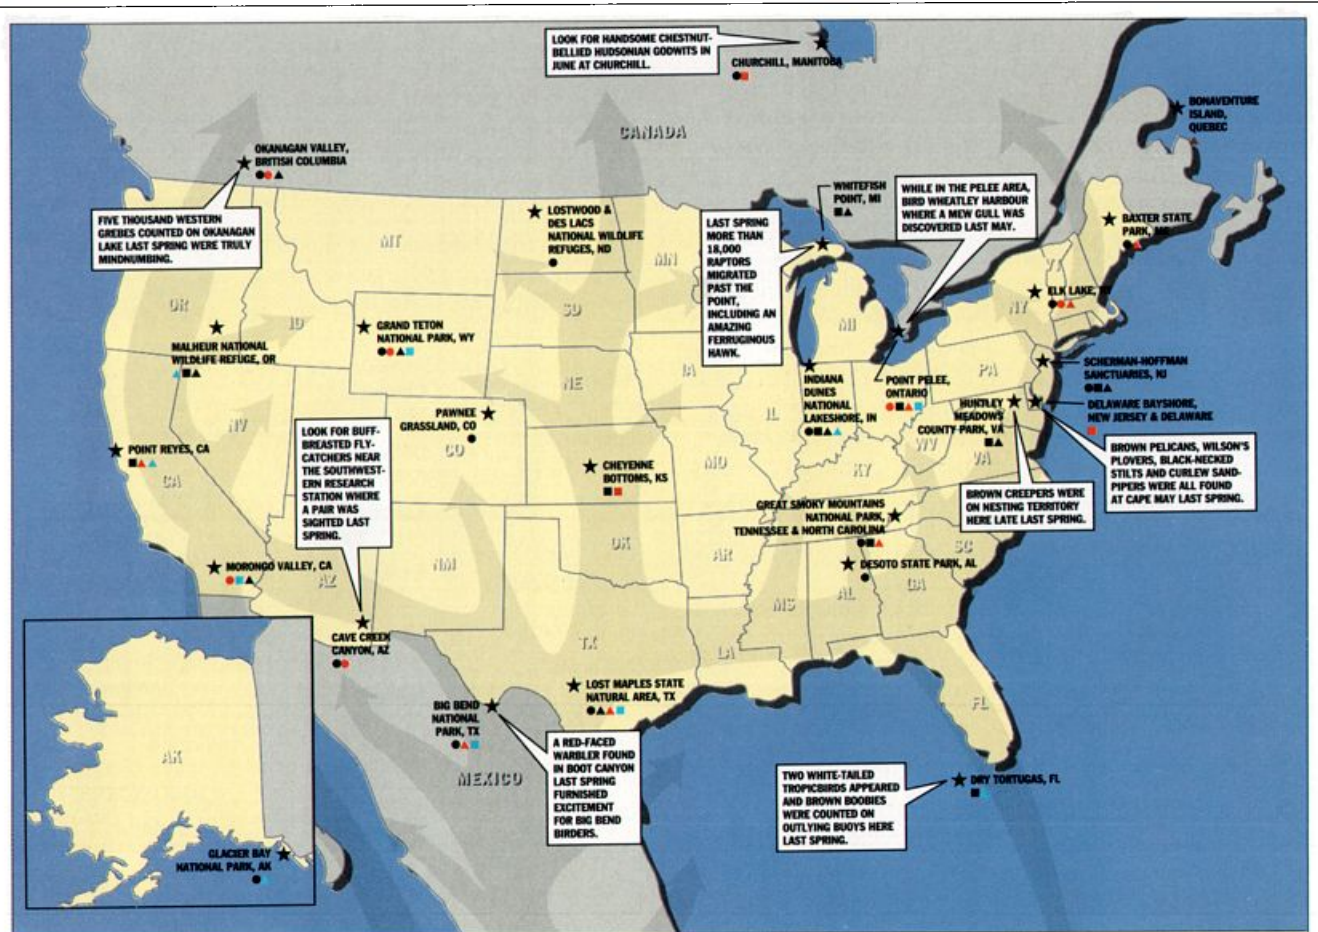 LOOK FOR HANDSOME CHESTNUT-
BELLIED HUDSONIAN GODWITS IN
JUNE AT CHURCHILL.
CHURCHILL, MANITOBA
BONAVENTURE
ISLAND,
QUEBEC
CANADA
OKANAGAN VALLEY,
BRITISH COLUMBIA
FIVE THOUSAND WESTERN
GREBES COUNTED ON OKANAGAN
LAKE LAST SPRING WERE TRULY
MINDNUMBING.
LOSTWOOD &
DES LACS
NATIONAL WILDLIFE
REFUGES, ND
WHITEFISH
POINT, MI
WHILE IN THE PELEE AREA,
BIRD WHEATLEY HARBOUR
WHERE A MEW GULL WAS
DISCOVERED LAST MAY.
LAST SPRING
MORE THAN
18,000
RAPTORS
MIGRATED
PAST THE
POINT,
INCLUDING AN
AMAZING
FERRUGINOUS
HAWK.
BAXTER STATE
PARK, ME
MT
MN
VT
ELK LAKE, NY
NY
OR
ID
SD
MI
GRAND TETON
NATIONAL PARK, WY
MALHEUR NATIONAL
WILDLIFE REFUGE, OR
SCHERMAN-HOFFMAN
SANCTUARIES, NJ
IA
PA
NE
INDIANA
DUNES
NATIONAL
LAKESHORE, IN
POINT PELEE,
ONTARIO
DELAWARE BAYSHORE,
NEW JERSEY & DELAWARE
HUNTLEY
MEADOWS
COUNTY PARK, VA
PAWNEE
GRASSLAND, CO
NV
CO
IL
WV
VA
LOOK FOR BUFF-
BREASTED FLY-
CATCHERS NEAR
THE SOUTHWEST-
ERN RESEARCH
STATION WHERE
A PAIR WAS
SIGHTED LAST
SPRING.
BROWN PELICANS, WILSON'S
PLOVERS, BLACK-NECKED
STILTS AND CURLEW SAND-
PIPERS WERE ALL FOUND
AT CAPE MAY LAST SPRING.
POINT REYES, CA
CA
CHEYENNE
BOTTOMS, KS
MO
KY
BROWN CREEPERS WERE
ON NESTING TERRITORY
HERE LATE LAST SPRING.
GREAT SMOKY MOUNTAINS
NATIONAL PARK,
TENNESSEE & NORTH CAROLINA
OK
AR
SC
MORONGO VALLEY, CA
AZ
NM
DESOTO STATE PARK, AL
MS
AL
GA
CAVE CREEK
CANYON, AZ
TX
LA
LOST MAPLES STATE
NATURAL AREA, TX
BIG BEND
NATIONAL
PARK, TX
FL
MEXICO
A RED-FACED
WARBLER FOUND
IN BOOT CANYON
LAST SPRING
FURNISHED
EXCITEMENT
FOR BIG BEND
BIRDERS.
TWO WHITE-TAILED
TROPICBIRDS APPEARED
AND BROWN BOOBIES
WERE COUNTED ON
OUTLYING BUOYS HERE
LAST SPRING.
DRY TORTUGAS, FL
AK
GLACIER BAY
NATIONAL PARK, AK